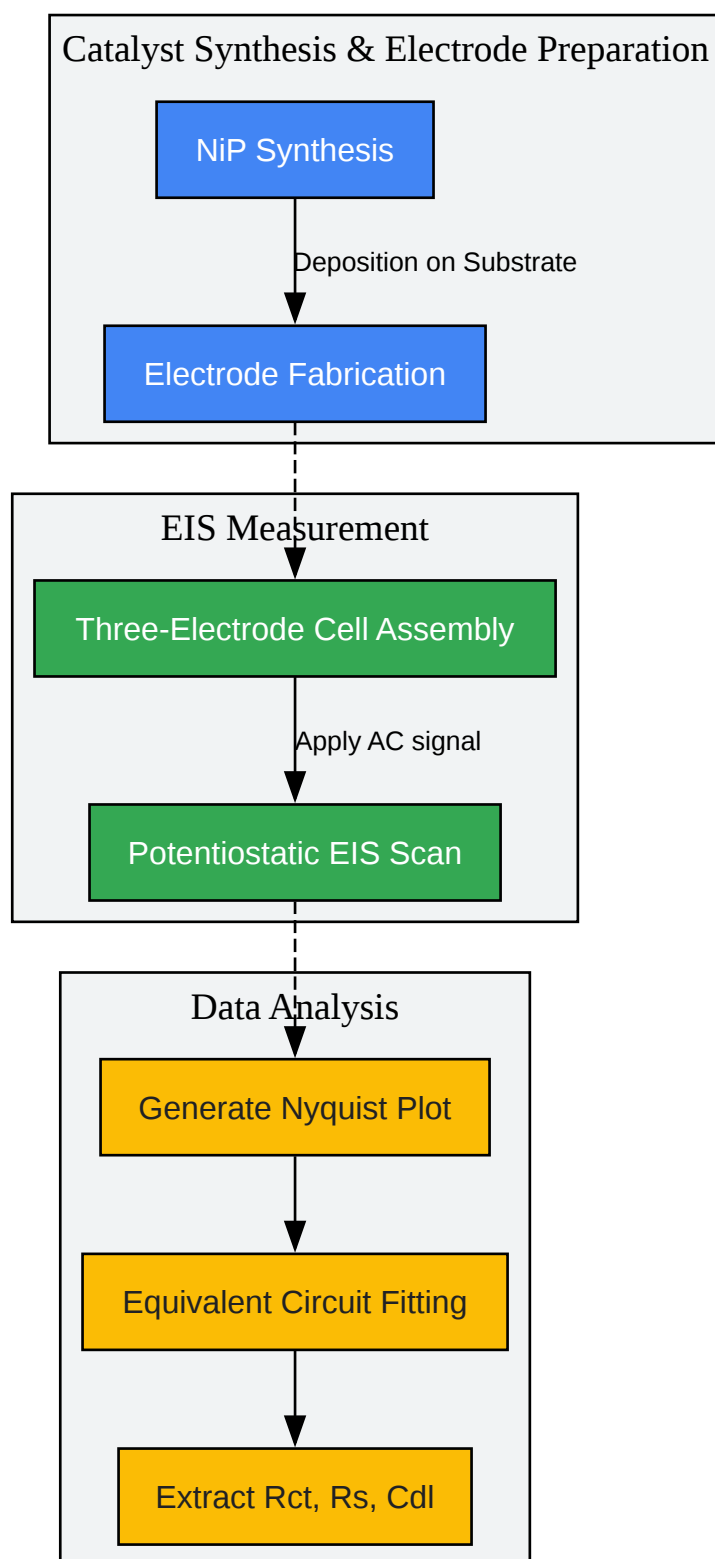 Catalyst Synthesis & Electrode Preparation
NiP Synthesis
Deposition on Substrate
Electrode Fabrication
EIS Measurement
Three-Electrode Cell Assembly
Apply AC signal
Potentiostatic EIS Scan
Data Analysis
Generate Nyquist Plot
Equivalent Circuit Fitting
Extract Rct, Rs, Cdl